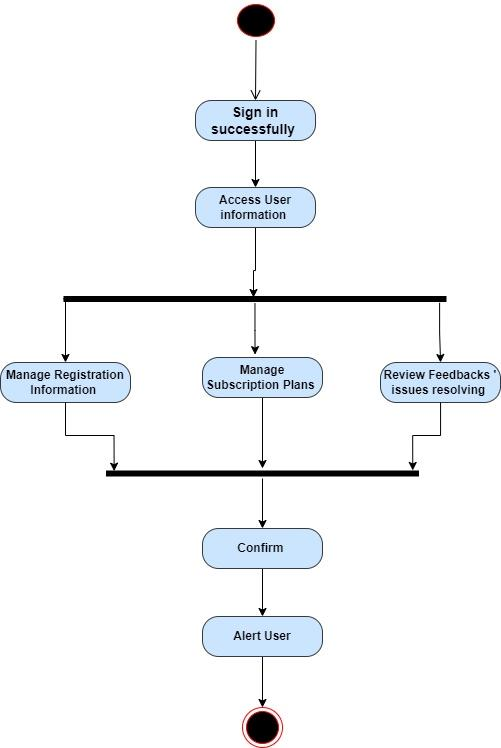 Sign in
successfully
Access User
information
Manage Registration
Information
Manage
Subscription Plans
Review Feedbacks '
issues resolving
Confirm
Alert User